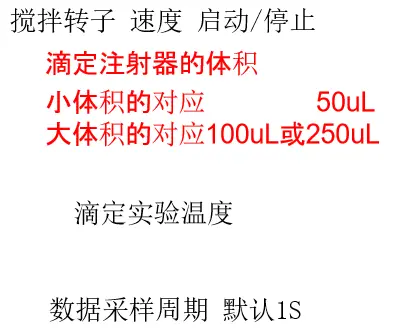 搅拌转子 速度 启动/停止
滴定注射器的体积
小体积的对应 50uL
大体积的对应100uL或250uL
滴定实验温度
数据采样周期 默认1S